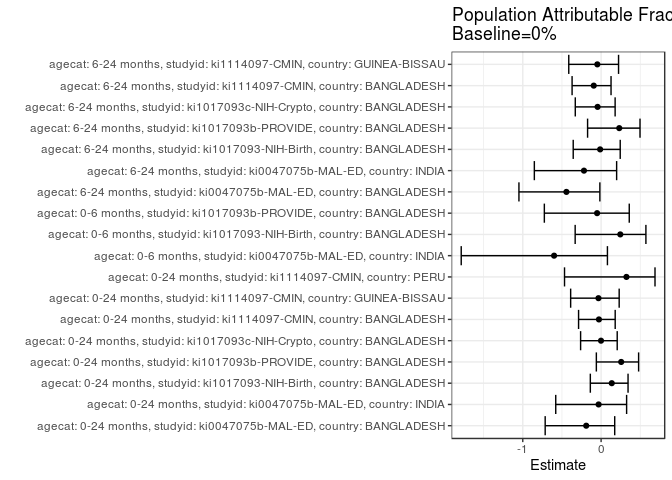 Population Attributable Frac
Baseline=0%
agecat: 6-24 months, studyid: ki1114097-CMIN, country: GUINEA-BISSAU
agecat: 6-24 months, studyid: ki1114097-CMIN, country: BANGLADESH
agecat: 6-24 months, studyid: ki1017093c-NIH-Crypto, country: BANGLADESH
agecat: 6-24 months, studyid: ki1017093b-PROVIDE, country: BANGLADESH
agecat: 6-24 months, studyid: ki1017093-NIH-Birth, country: BANGLADESH
agecat: 6-24 months, studyid: ki0047075b-MAL-ED, country: INDIA
agecat: 6-24 months, studyid: ki0047075b-MAL-ED, country: BANGLADESH
agecat: 0-6 months, studyid: ki1017093b-PROVIDE, country: BANGLADESH
agecat: 0-6 months, studyid: ki1017093-NIH-Birth, country: BANGLADESH
agecat: 0-6 months, studyid: ki0047075b-MAL-ED, country: INDIA
agecat: 0-24 months, studyid: ki1114097-CMIN, country: PERU
agecat: 0-24 months, studyid: ki1114097-CMIN, country: GUINEA-BISSAU
agecat: 0-24 months, studyid: ki1114097-CMIN, country: BANGLADESH
agecat: 0-24 months, studyid: ki1017093c-NIH-Crypto, country: BANGLADESH
agecat: 0-24 months, studyid: ki1017093b-PROVIDE, country: BANGLADESH
agecat: 0-24 months, studyid: ki1017093-NIH-Birth, country: BANGLADESH
agecat: 0-24 months, studyid: ki0047075b-MAL-ED, country: INDIA
agecat: 0-24 months, studyid: ki0047075b-MAL-ED, country: BANGLADESH
-1 0
Estimate